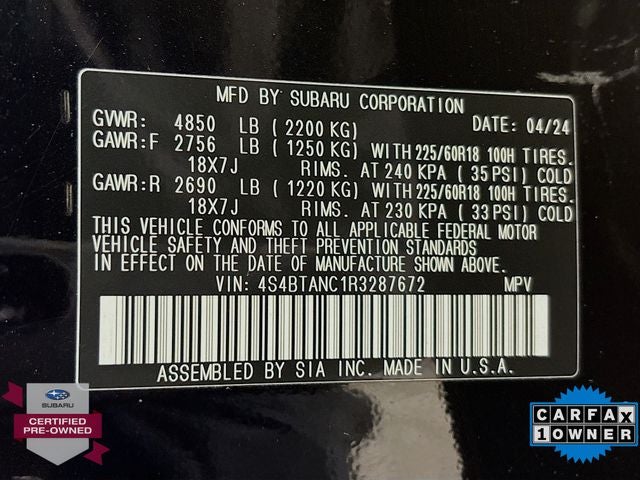 MFD BY SUBARU CORPORATION
GVWR: 4850 LB (2200 KG) DATE: 04/24
GAWR:F 2756 LB (1250 KG) WITH 225/60R18 100H TIRES.
18X7J RIMS. AT 240 KPA (35 PSI) COLD
GAWR:R 2690 LB (1220 KG) WITH 225/60R18 100H TIRES.
18X7J RIMS. AT 230 KPA (33 PSI) COLD
THIS VEHICLE CONFORMS TO ALL APPLICABLE FEDERAL MOTOR
VEHICLE SAFETY AND THEFT PREVENTION STANDARDS
IN EFFECT ON THE DATE OF MANUFACTURE SHOWN ABOVE.
VIN: 4S4BTANC1R3287672 MPV
ASSEMBLED BY SIA INC. MADE IN U.S.A.
SUBARU
CERTIFIED
PRE-OWNED
CARFAX
1 OWNER